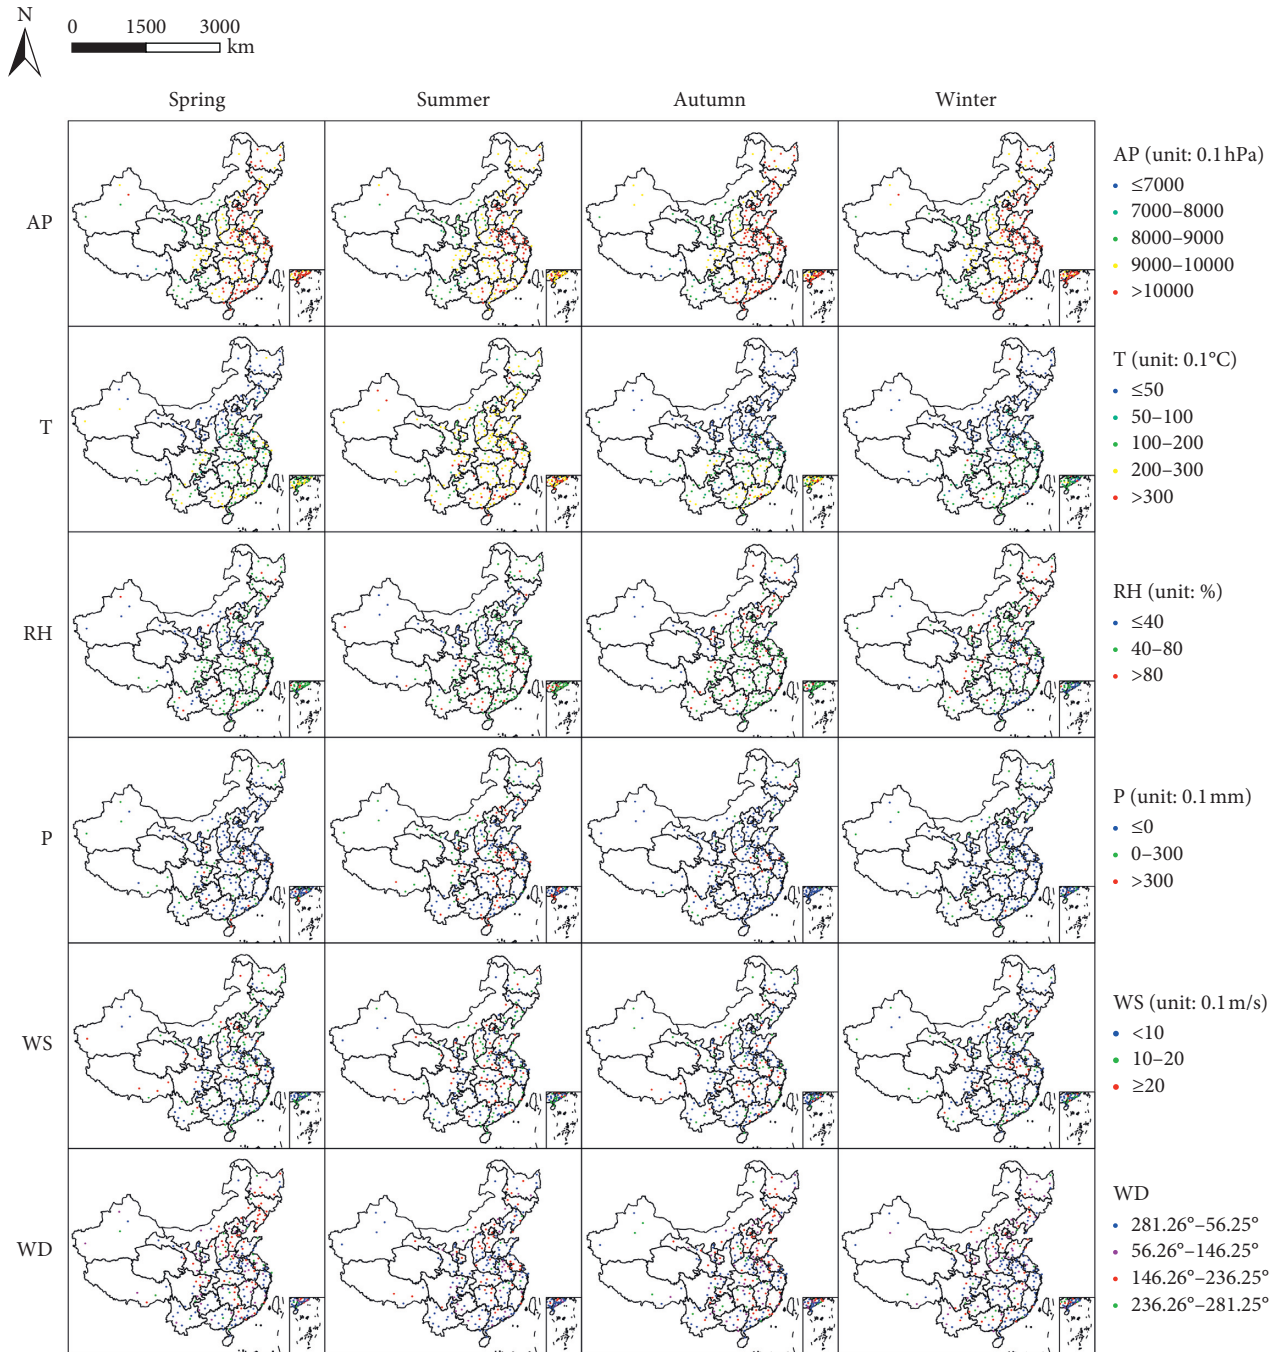 N
0 1500 3000
km
Spring Summer Autumn Winter
AP
AP (unit: 0.1 hPa)
≤7000
7000–8000
8000–9000
9000–10000
>10000
T
T (unit: 0.1°C)
≤50
50–100
100–200
200–300
>300
RH
RH (unit: %)
≤40
40–80
>80
P
P (unit: 0.1 mm)
≤0
0–300
>300
WS
WS (unit: 0.1 m/s)
<10
10–20
≥20
WD
WD
281.26°–56.25°
56.26°–146.25°
146.26°–236.25°
236.26°–281.25°